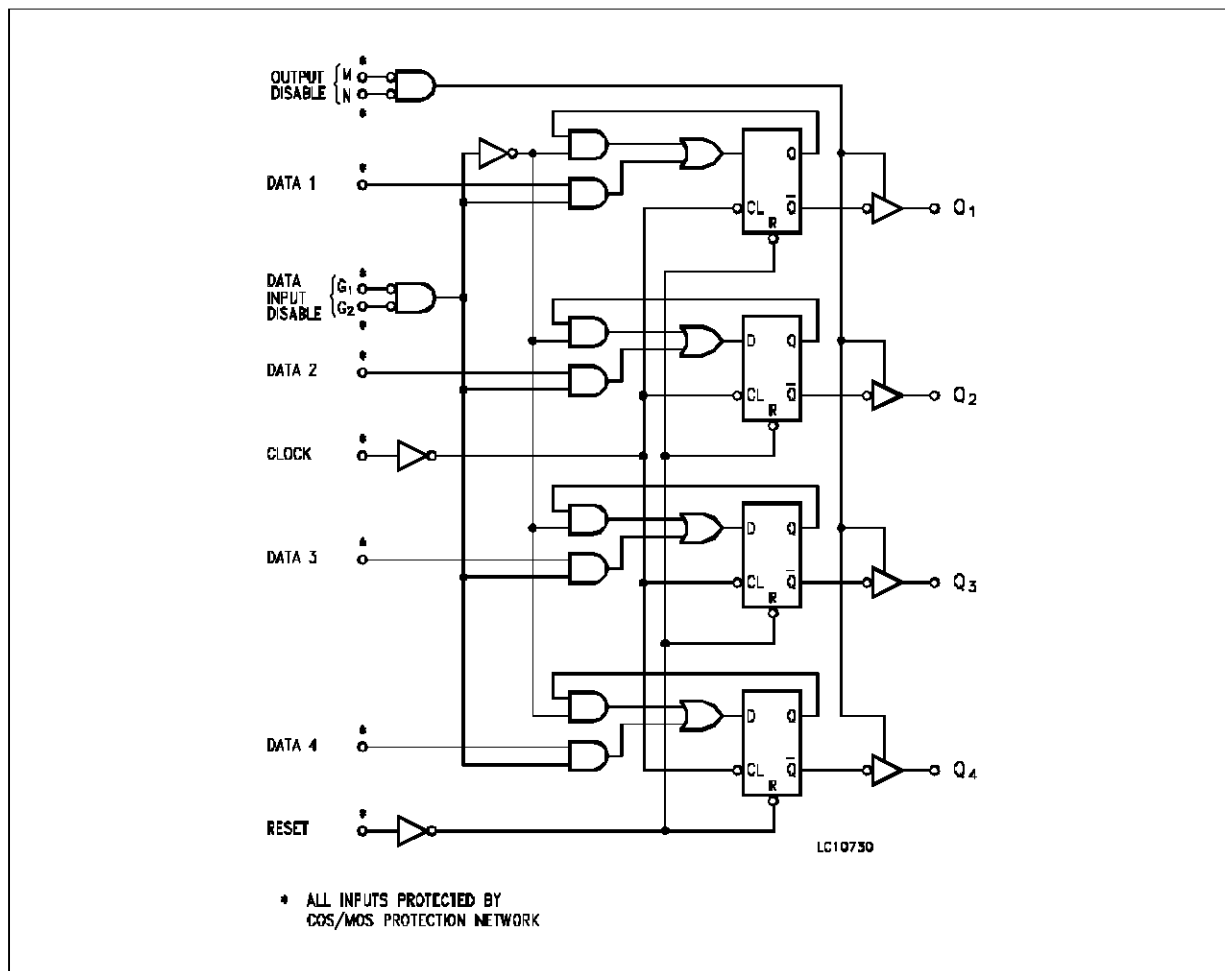 *
OUTPUT DISABLE { M
N
*
*
DATA 1
Q CL Q̅ R
Q1
*
DATA INPUT DISABLE { G1
G2
*
*
DATA 2
D Q CL Q̅ R
Q2
*
CLOCK
*
DATA 3
D Q CL Q̅ R
Q3
*
DATA 4
D Q CL Q̅ R
Q4
*
RESET
LC10730
* ALL INPUTS PROTECTED BY
COS/MOS PROTECTION NETWORK